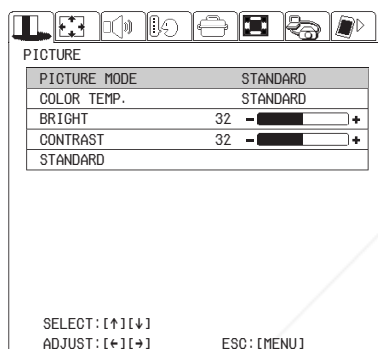 PICTURE
PICTURE MODE STANDARD
COLOR TEMP. STANDARD
BRIGHT 32 - +
CONTRAST 32 - +
STANDARD
SELECT:[↑][↓]
ADJUST:[←][→] ESC:[MENU]